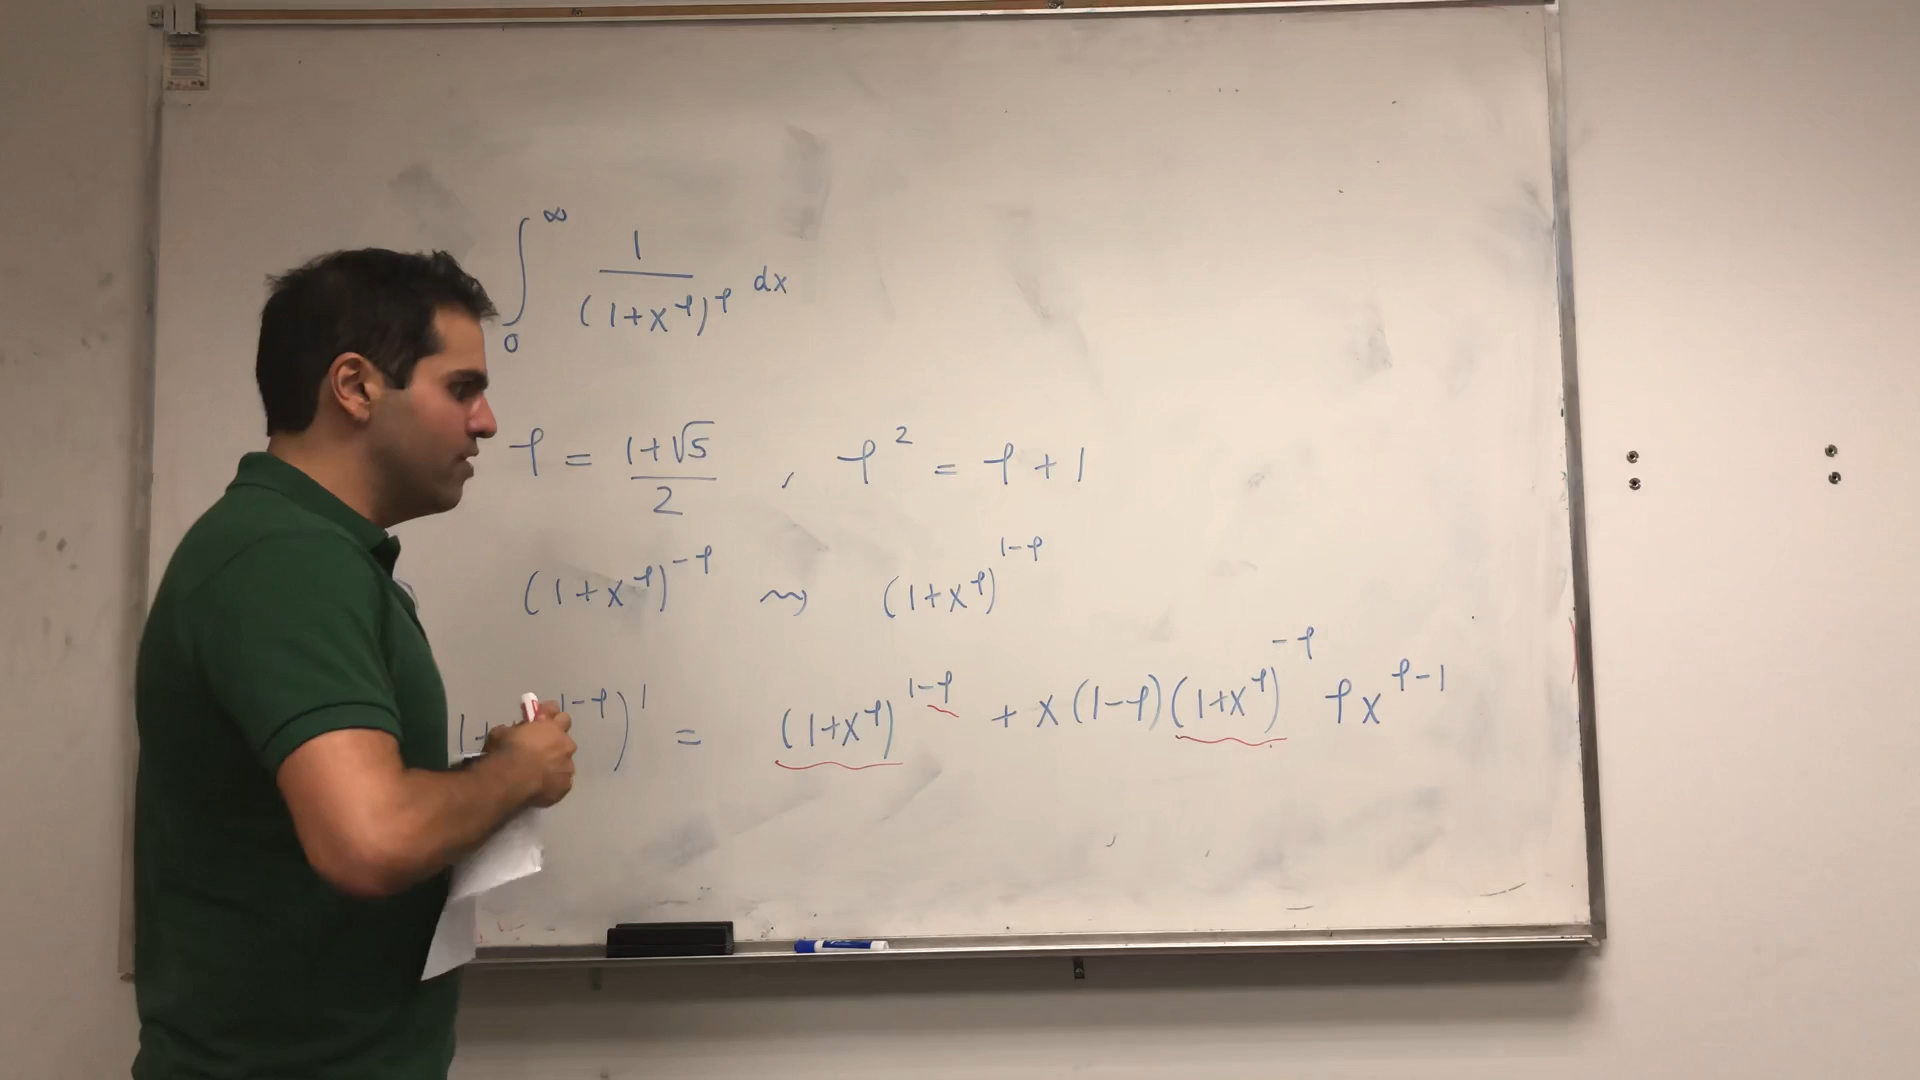 ∫₀^∞ 1/(1+x^φ)^φ dx
φ = (1+√5)/2 , φ² = φ + 1
(1+x^φ)^(-φ) ⇝ (1+x^φ)^(1-φ)
1-φ)' = (1+x^φ)^(1-φ) + x(1-φ)(1+x^φ)^(-φ) φx^(φ-1)